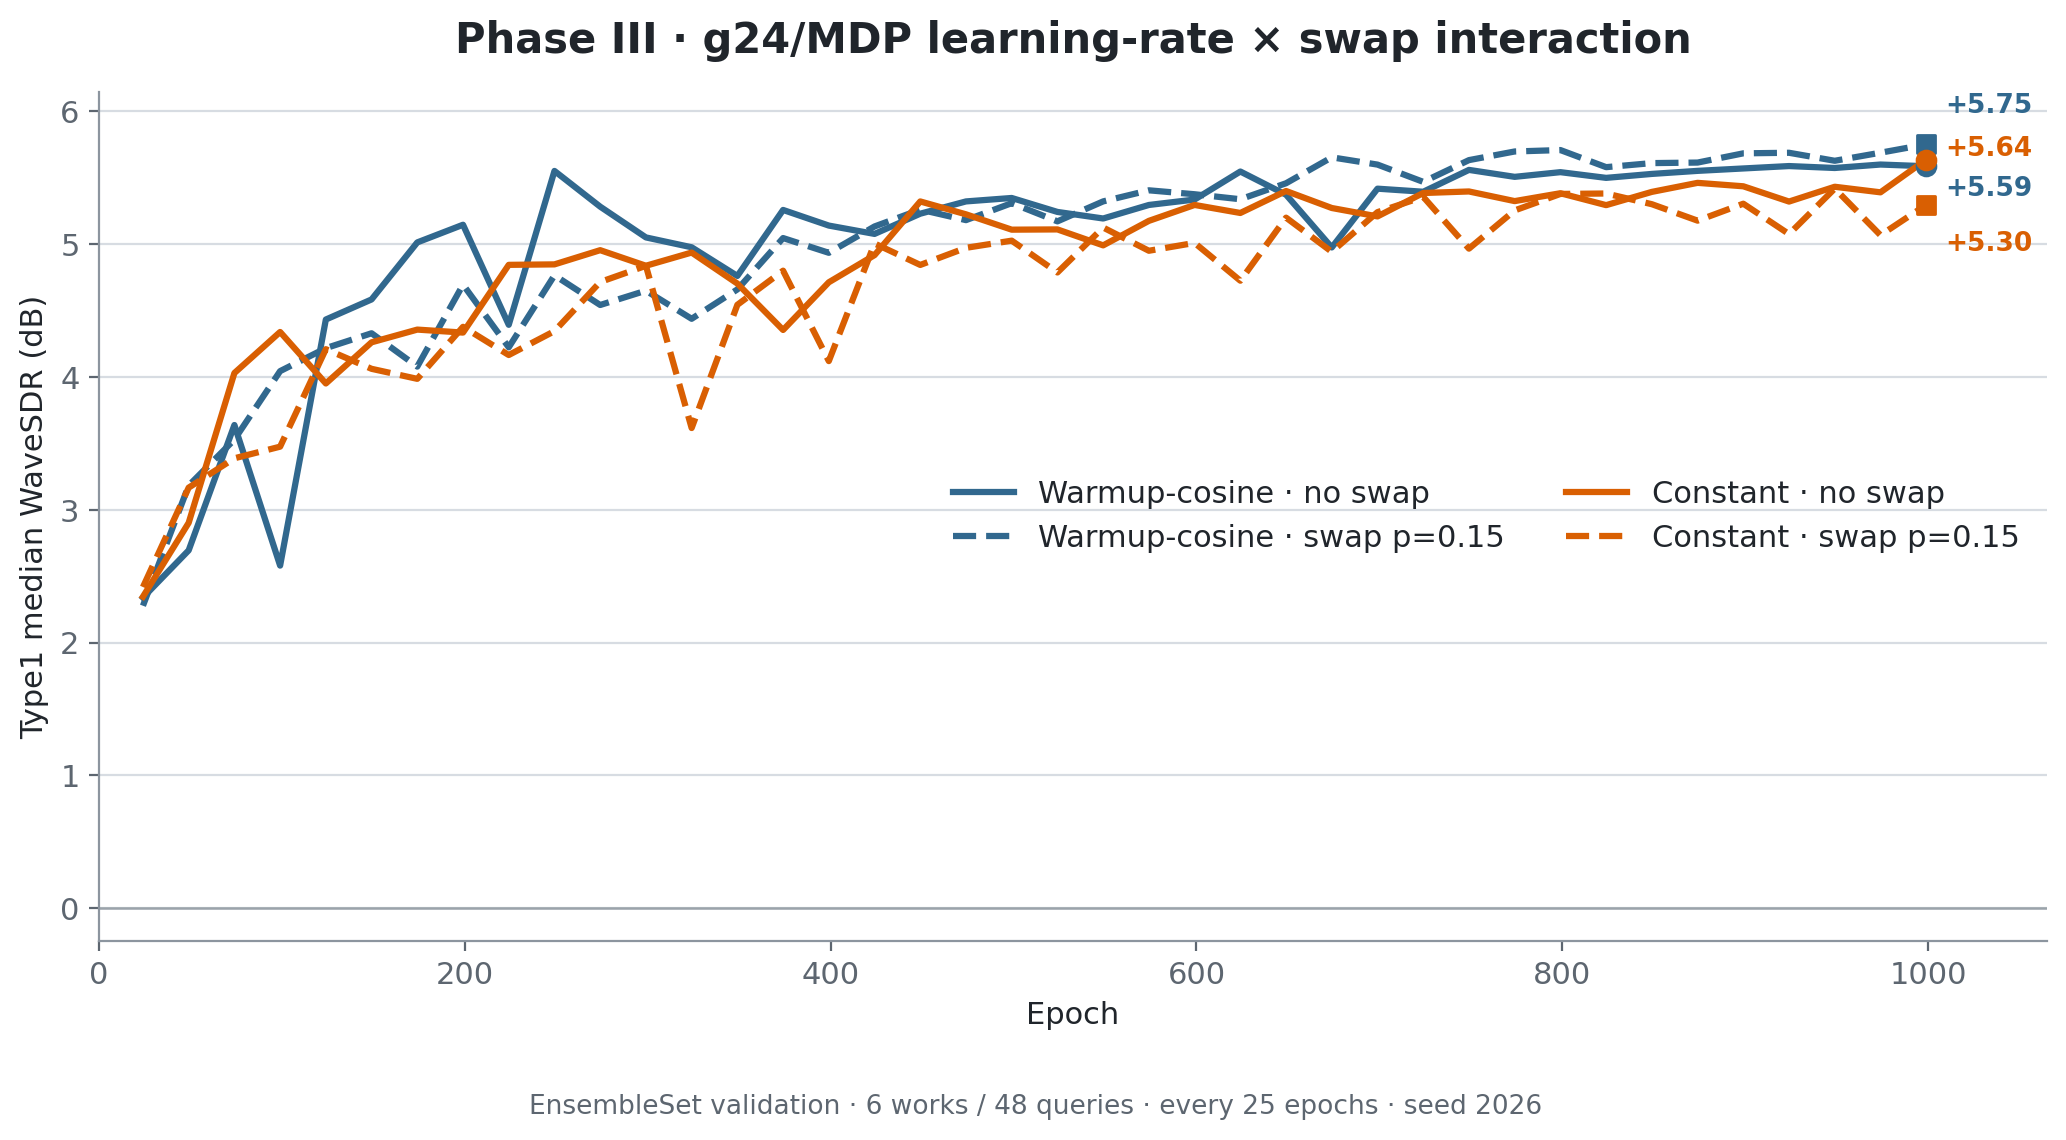 Phase III · g24/MDP learning-rate × swap interaction
Type1 median WaveSDR (dB)
6
5
4
3
2
1
0
+5.75
+5.64
+5.59
+5.30
Warmup-cosine · no swap
Warmup-cosine · swap p=0.15
Constant · no swap
Constant · swap p=0.15
0
200
400
600
800
1000
Epoch
EnsembleSet validation · 6 works / 48 queries · every 25 epochs · seed 2026